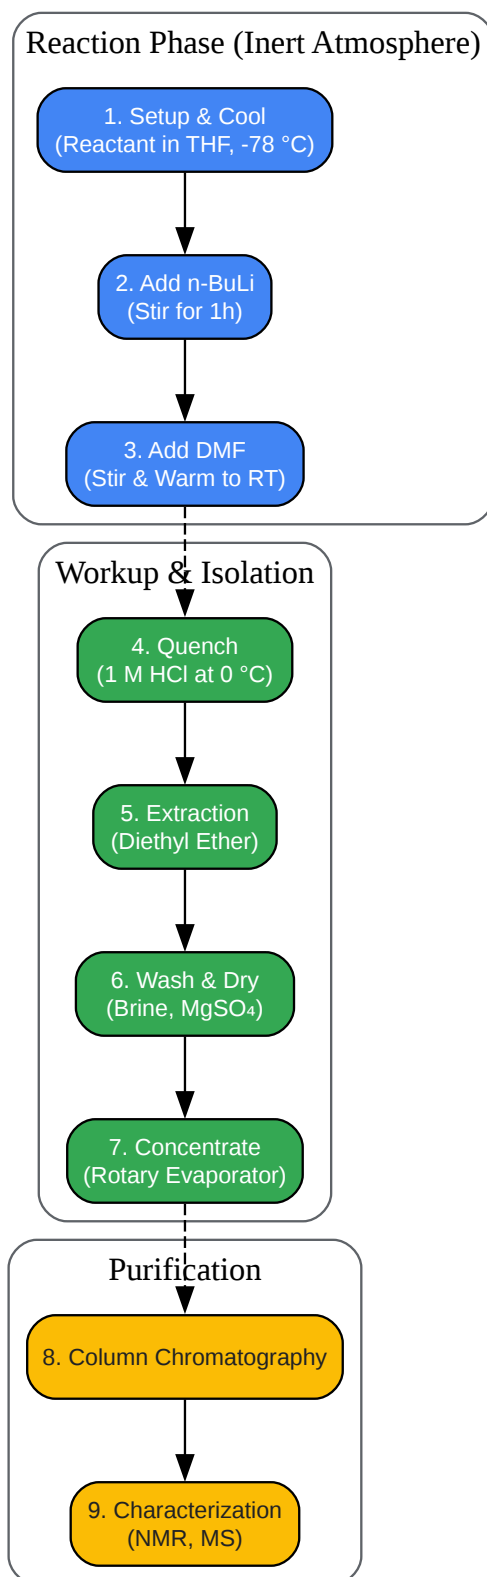 Reaction Phase (Inert Atmosphere)
1. Setup & Cool
(Reactant in THF, -78 °C)
2. Add n-BuLi
(Stir for 1h)
3. Add DMF
(Stir & Warm to RT)
Workup & Isolation
4. Quench
(1 M HCl at 0 °C)
5. Extraction
(Diethyl Ether)
6. Wash & Dry
(Brine, MgSO₄)
7. Concentrate
(Rotary Evaporator)
Purification
8. Column Chromatography
9. Characterization
(NMR, MS)